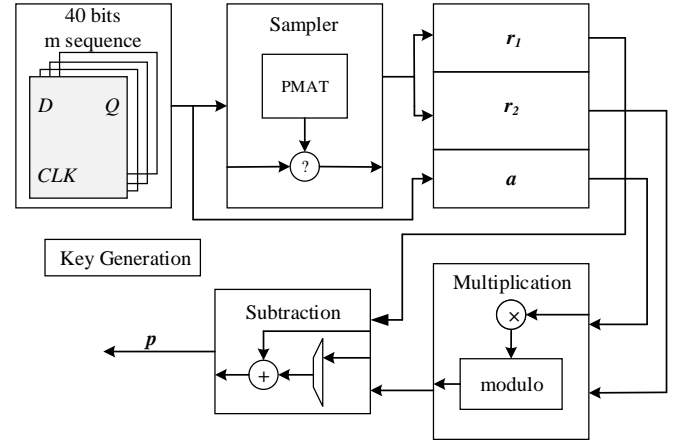 40 bits
m sequence
D Q
CLK
Sampler
PMAT
?
r1
r2
a
Key Generation
Subtraction
+
p
Multiplication
×
modulo